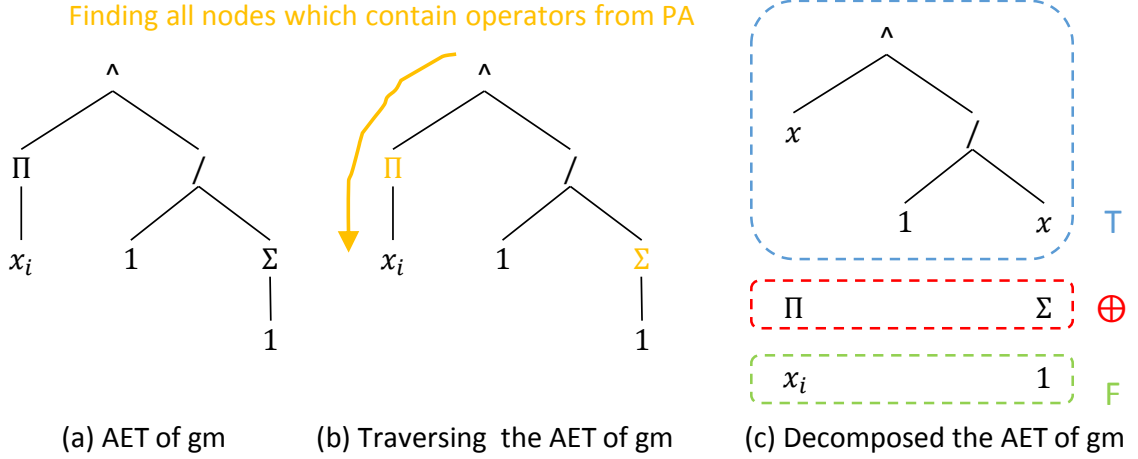 Finding all nodes which contain operators from PA
^
Π /
x_i 1 Σ
1
^
Π /
x_i 1 Σ
1
^
x /
1 x
T
Π Σ ⊕
x_i 1 F
(a) AET of gm
(b) Traversing the AET of gm
(c) Decomposed the AET of gm